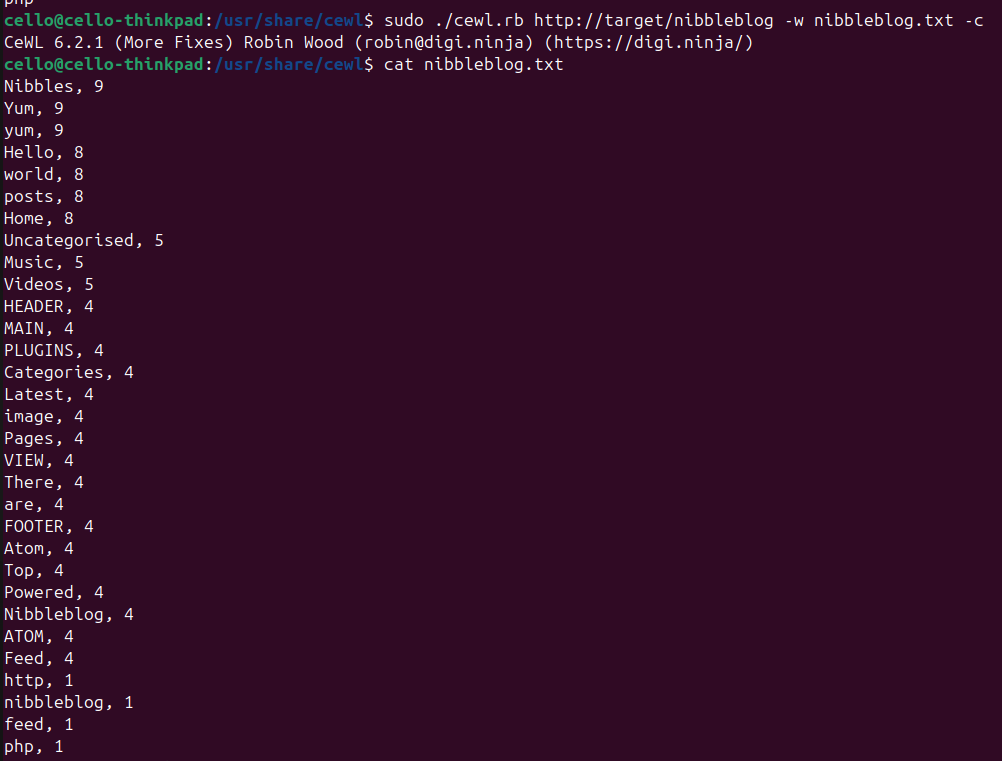 php
cello@cello-thinkpad:/usr/share/cewl$ sudo ./cewl.rb http://target/nibbleblog -w nibbleblog.txt -c
CeWL 6.2.1 (More Fixes) Robin Wood (robin@digi.ninja) (https://digi.ninja/)
cello@cello-thinkpad:/usr/share/cewl$ cat nibbleblog.txt
Nibbles, 9
Yum, 9
yum, 9
Hello, 8
world, 8
posts, 8
Home, 8
Uncategorised, 5
Music, 5
Videos, 5
HEADER, 4
MAIN, 4
PLUGINS, 4
Categories, 4
Latest, 4
image, 4
Pages, 4
VIEW, 4
There, 4
are, 4
FOOTER, 4
Atom, 4
Top, 4
Powered, 4
Nibbleblog, 4
ATOM, 4
Feed, 4
http, 1
nibbleblog, 1
feed, 1
php, 1